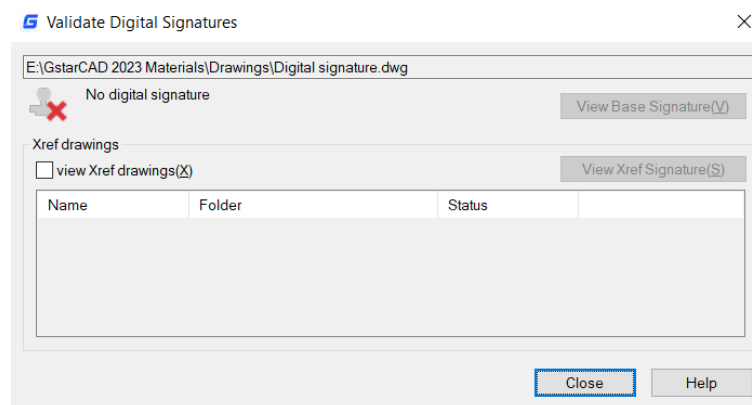 Validate Digital Signatures
E:\GstarCAD 2023 Materials\Drawings\Digital signature.dwg
No digital signature
View Base Signature(V)
Xref drawings
view Xref drawings(X)
View Xref Signature(S)
Name Folder Status
Close Help